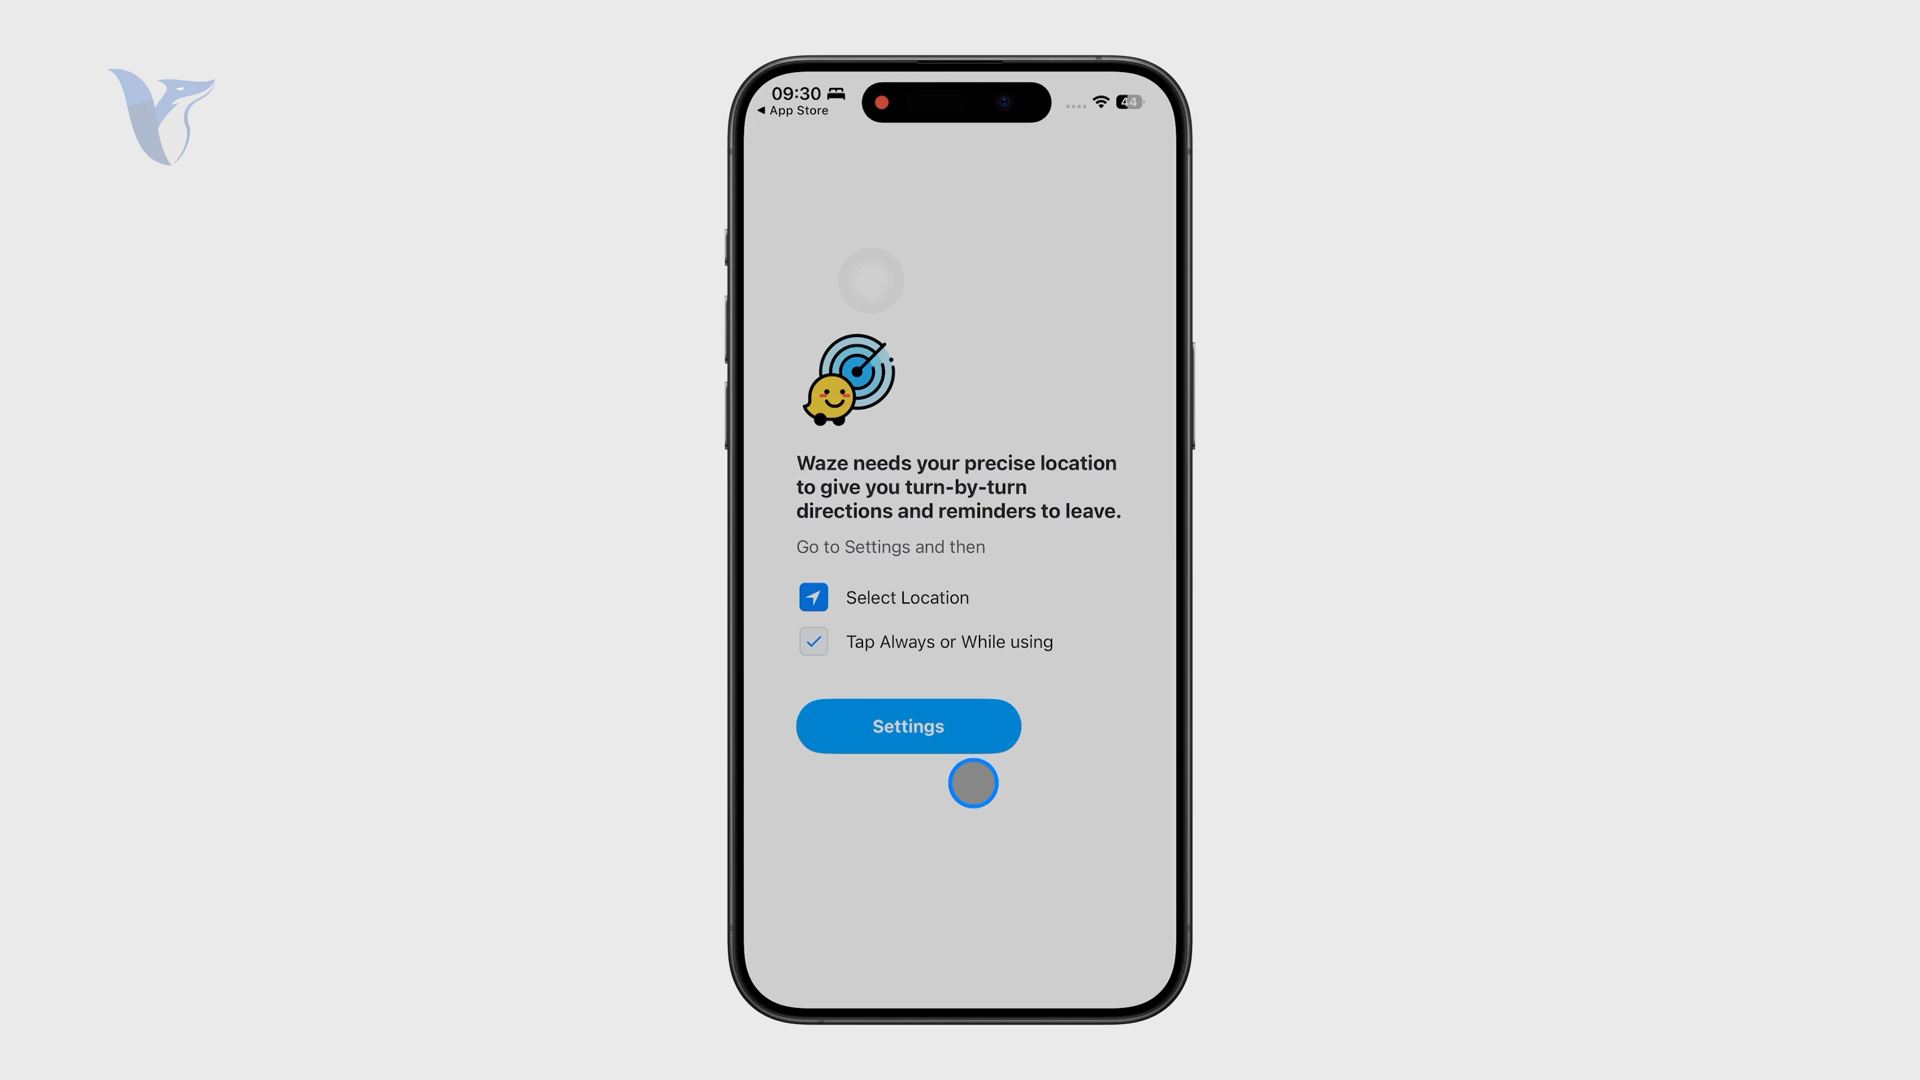 09:30
44
◀ App Store
Waze needs your precise location
to give you turn-by-turn
directions and reminders to leave.
Go to Settings and then
Select Location
Tap Always or While using
Settings